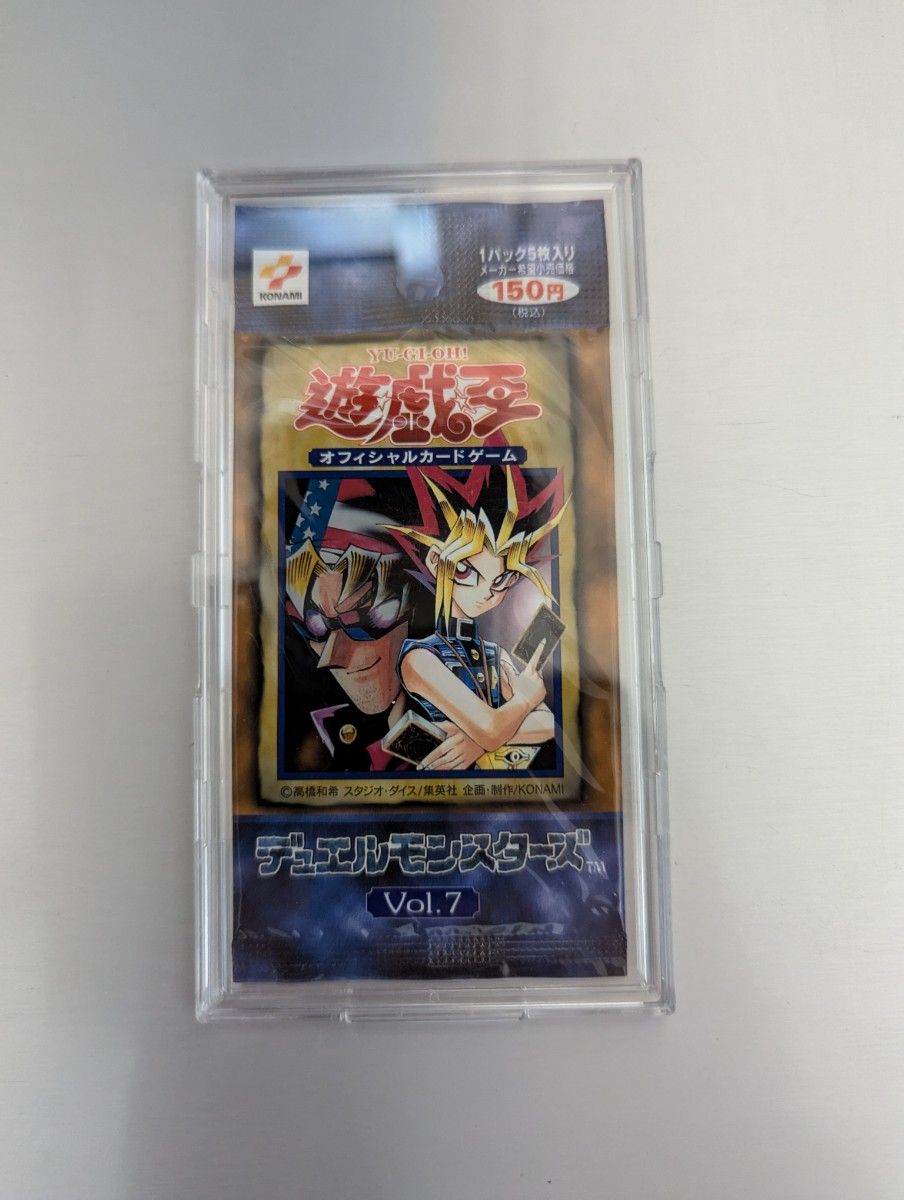 KONAMI
1パック5枚入り
メーカー希望小売価格
150円
(税込)
YU-GI-OH!
遊戯王
オフィシャルカードゲーム
©高橋和希 スタジオ・ダイス/集英社 企画・制作/KONAMI
デュエルモンスターズ™
Vol.7